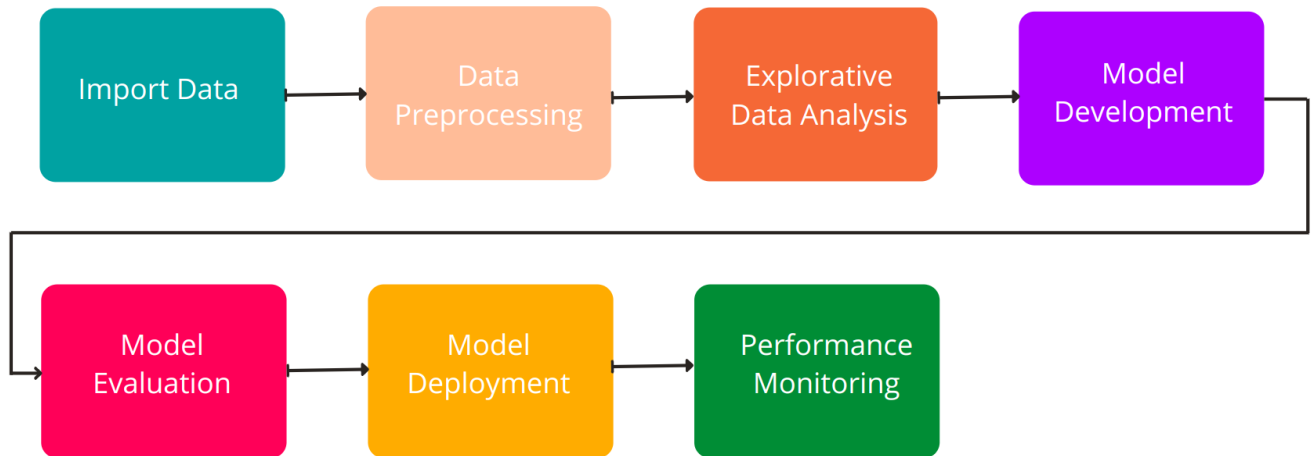 Import Data
Data
Preprocessing
Explorative
Data Analysis
Model
Development
Model
Evaluation
Model
Deployment
Performance
Monitoring